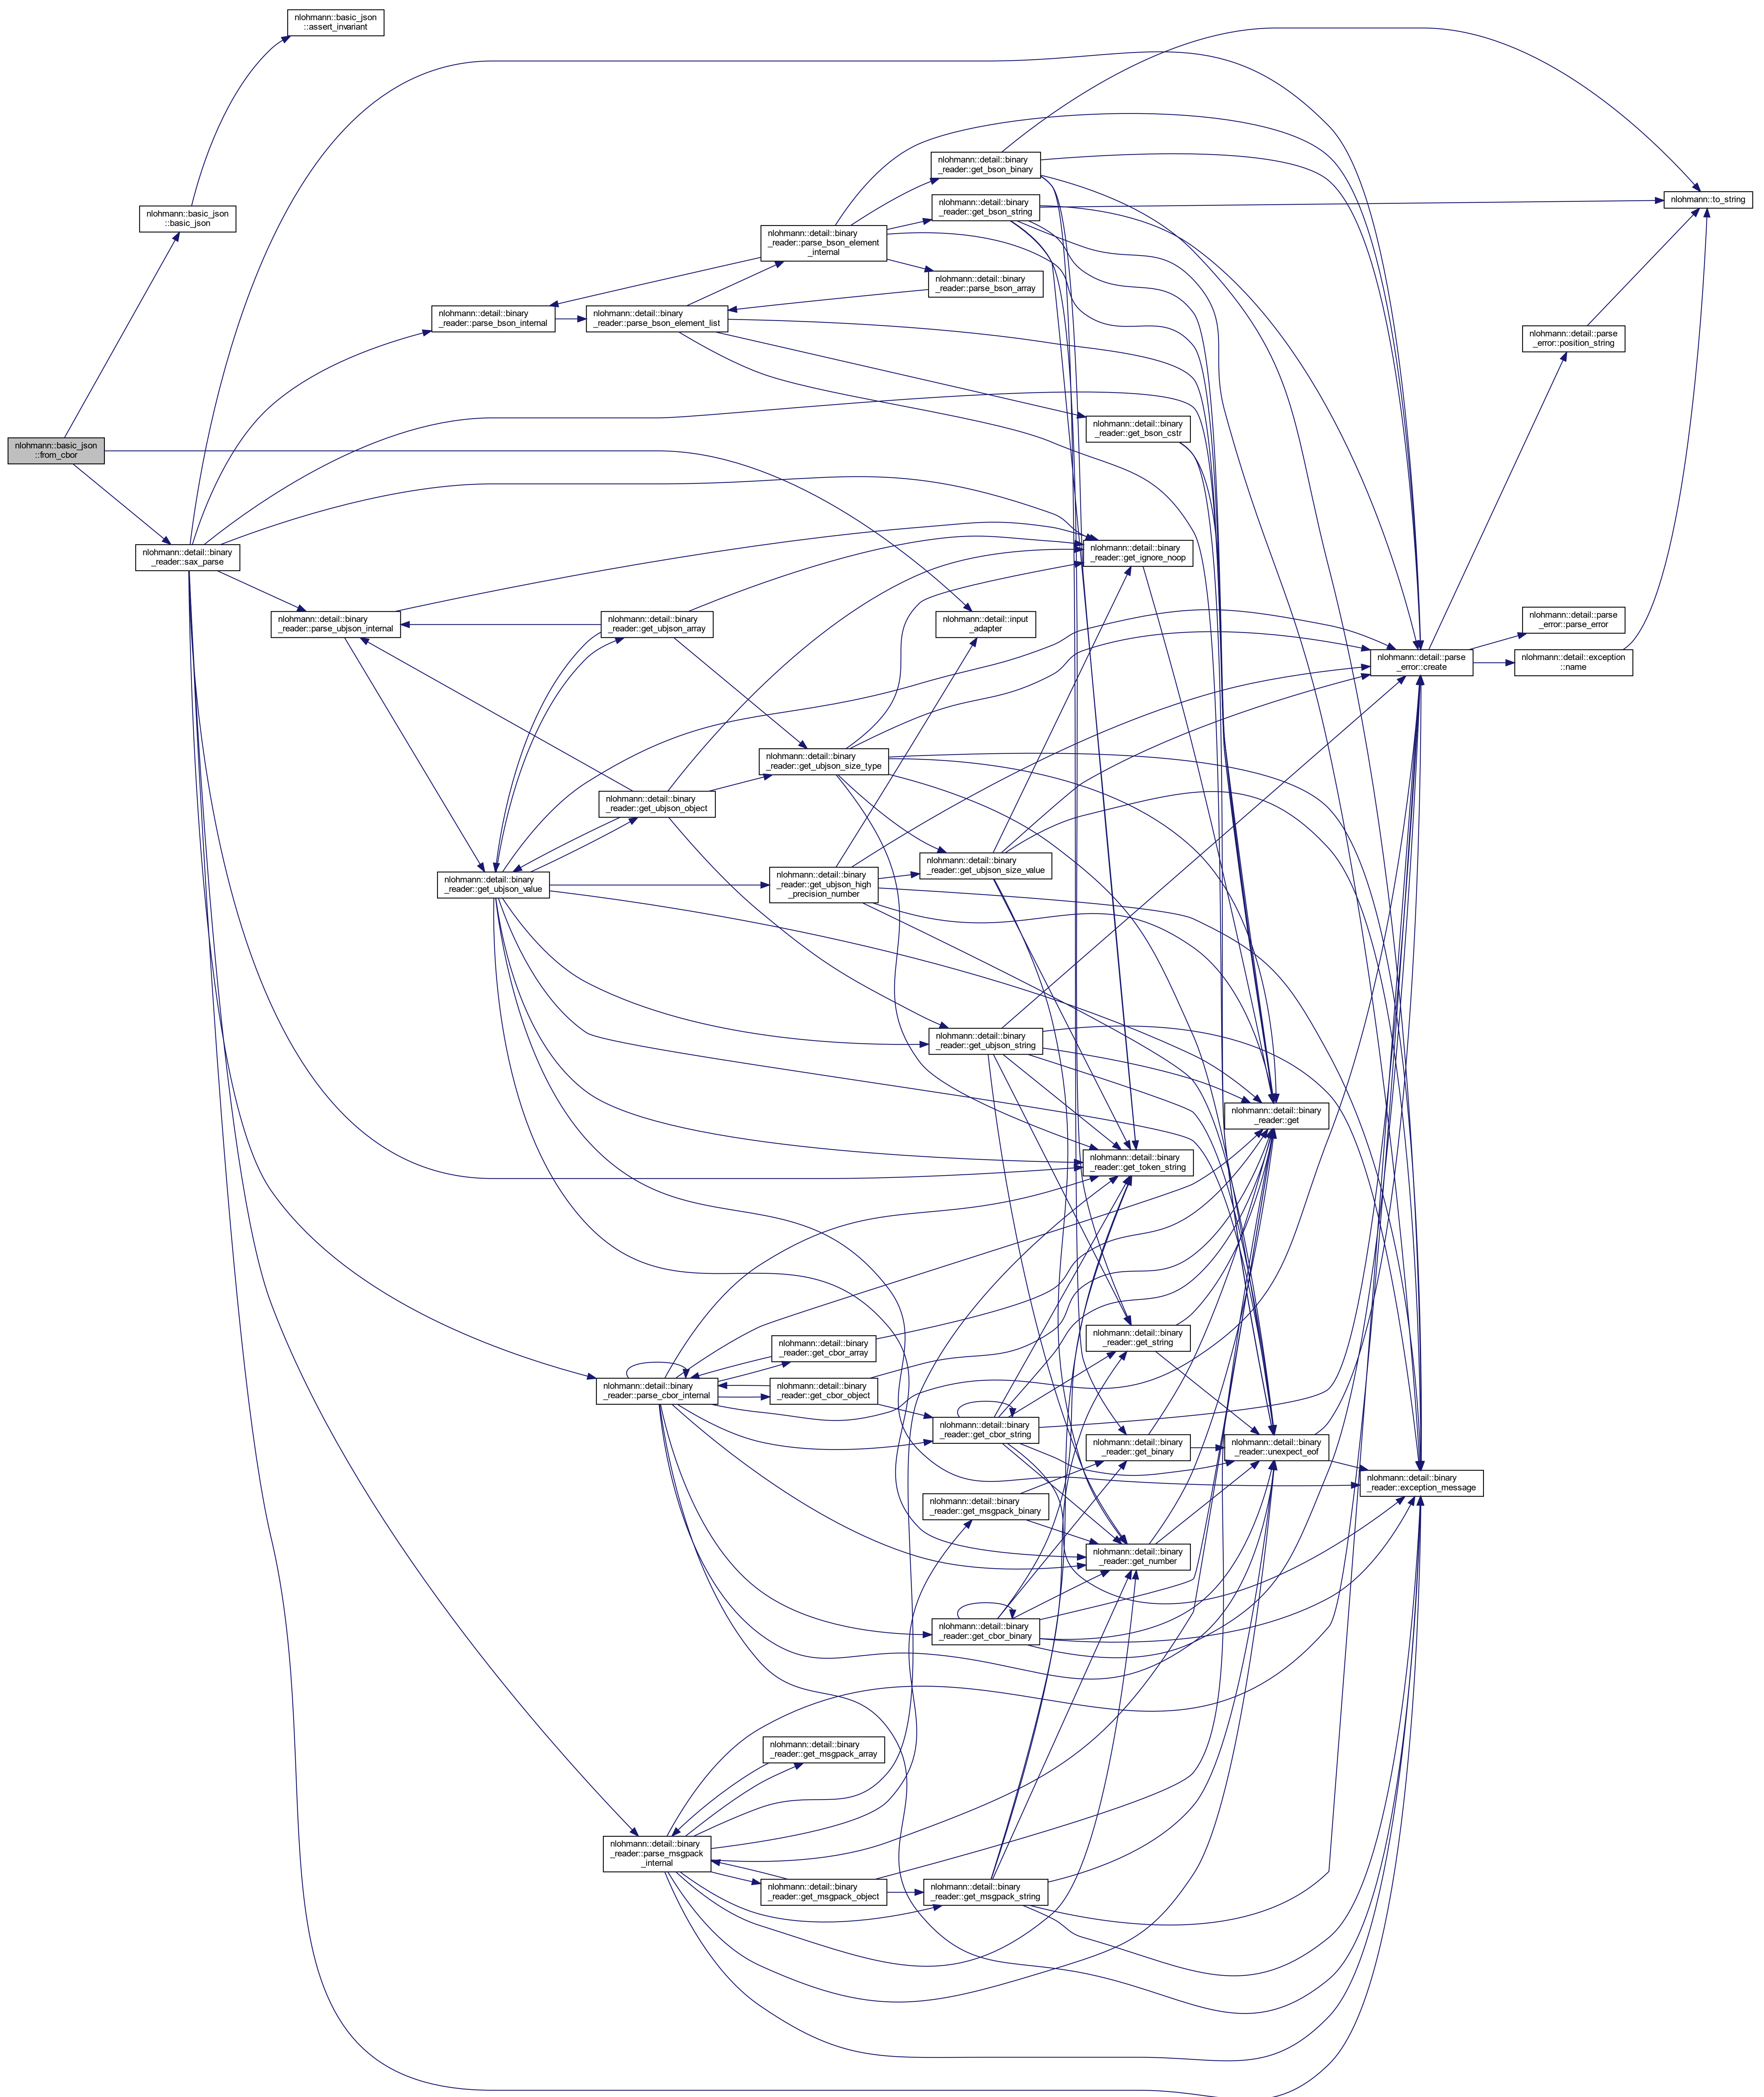 nlohmann::basic_json
::assert_invariant
nlohmann::basic_json
::basic_json
nlohmann::basic_json
::from_cbor
nlohmann::detail::binary
_reader::sax_parse
nlohmann::detail::binary
_reader::parse_ubjson_internal
nlohmann::detail::binary
_reader::parse_bson_internal
nlohmann::detail::binary
_reader::get_ubjson_value
nlohmann::detail::binary
_reader::parse_bson_element_list
nlohmann::detail::binary
_reader::get_ubjson_array
nlohmann::detail::binary
_reader::get_ubjson_object
nlohmann::detail::binary
_reader::parse_cbor_internal
nlohmann::detail::binary
_reader::parse_msgpack
_internal
nlohmann::detail::binary
_reader::parse_bson_element
_internal
nlohmann::detail::binary
_reader::get_ubjson_size_type
nlohmann::detail::binary
_reader::get_ubjson_high
_precision_number
nlohmann::detail::binary
_reader::get_cbor_array
nlohmann::detail::binary
_reader::get_cbor_object
nlohmann::detail::binary
_reader::get_msgpack_array
nlohmann::detail::binary
_reader::get_msgpack_object
nlohmann::detail::binary
_reader::get_bson_binary
nlohmann::detail::binary
_reader::get_bson_string
nlohmann::detail::binary
_reader::parse_bson_array
nlohmann::detail::input
_adapter
nlohmann::detail::binary
_reader::get_ubjson_size_value
nlohmann::detail::binary
_reader::get_ubjson_string
nlohmann::detail::binary
_reader::get_cbor_string
nlohmann::detail::binary
_reader::get_msgpack_binary
nlohmann::detail::binary
_reader::get_cbor_binary
nlohmann::detail::binary
_reader::get_msgpack_string
nlohmann::detail::binary
_reader::get_bson_cstr
nlohmann::detail::binary
_reader::get_ignore_noop
nlohmann::detail::binary
_reader::get_token_string
nlohmann::detail::binary
_reader::get_string
nlohmann::detail::binary
_reader::get_binary
nlohmann::detail::binary
_reader::get_number
nlohmann::detail::binary
_reader::get
nlohmann::detail::binary
_reader::unexpect_eof
nlohmann::detail::parse
_error::create
nlohmann::detail::binary
_reader::exception_message
nlohmann::detail::parse
_error::position_string
nlohmann::detail::parse
_error::parse_error
nlohmann::detail::exception
::name
nlohmann::to_string